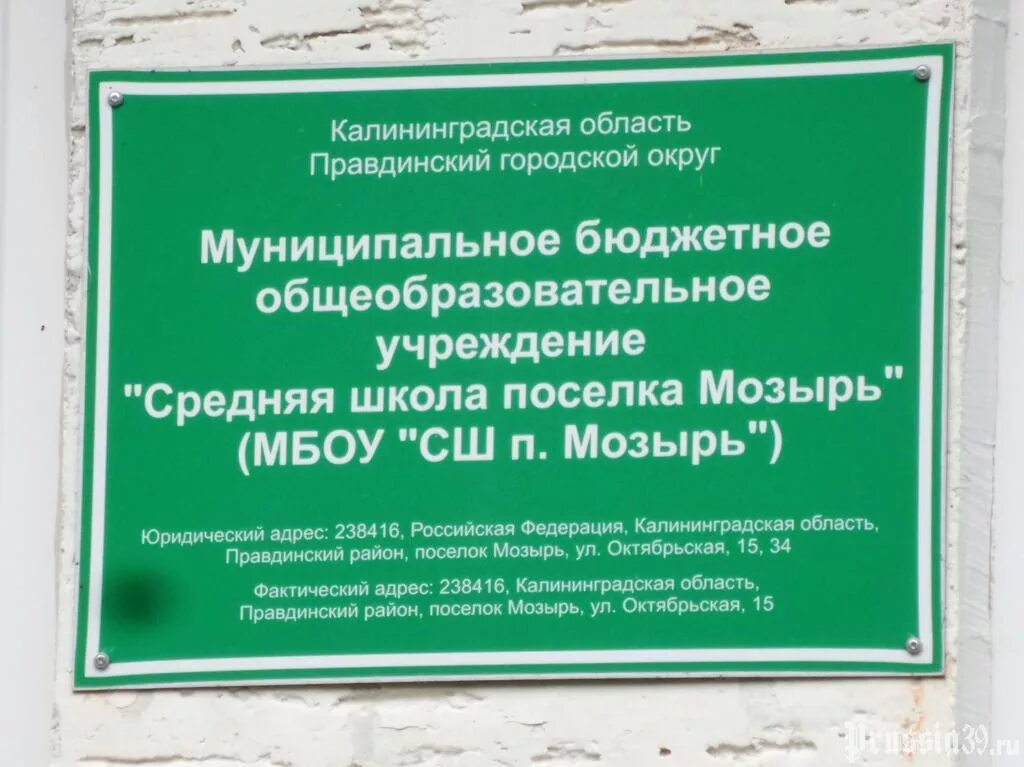 Калининградская область
Правдинский городской округ
Муниципальное бюджетное
общеобразовательное
учреждение
"Средняя школа поселка Мозырь"
(МБОУ "СШ п. Мозырь")
Юридический адрес: 238416, Российская Федерация, Калининградская область,
Правдинский район, поселок Мозырь, ул. Октябрьская, 15, 34
Фактический адрес: 238416, Калининградская область,
Правдинский район, поселок Мозырь, ул. Октябрьская, 15
Prussia39.ru